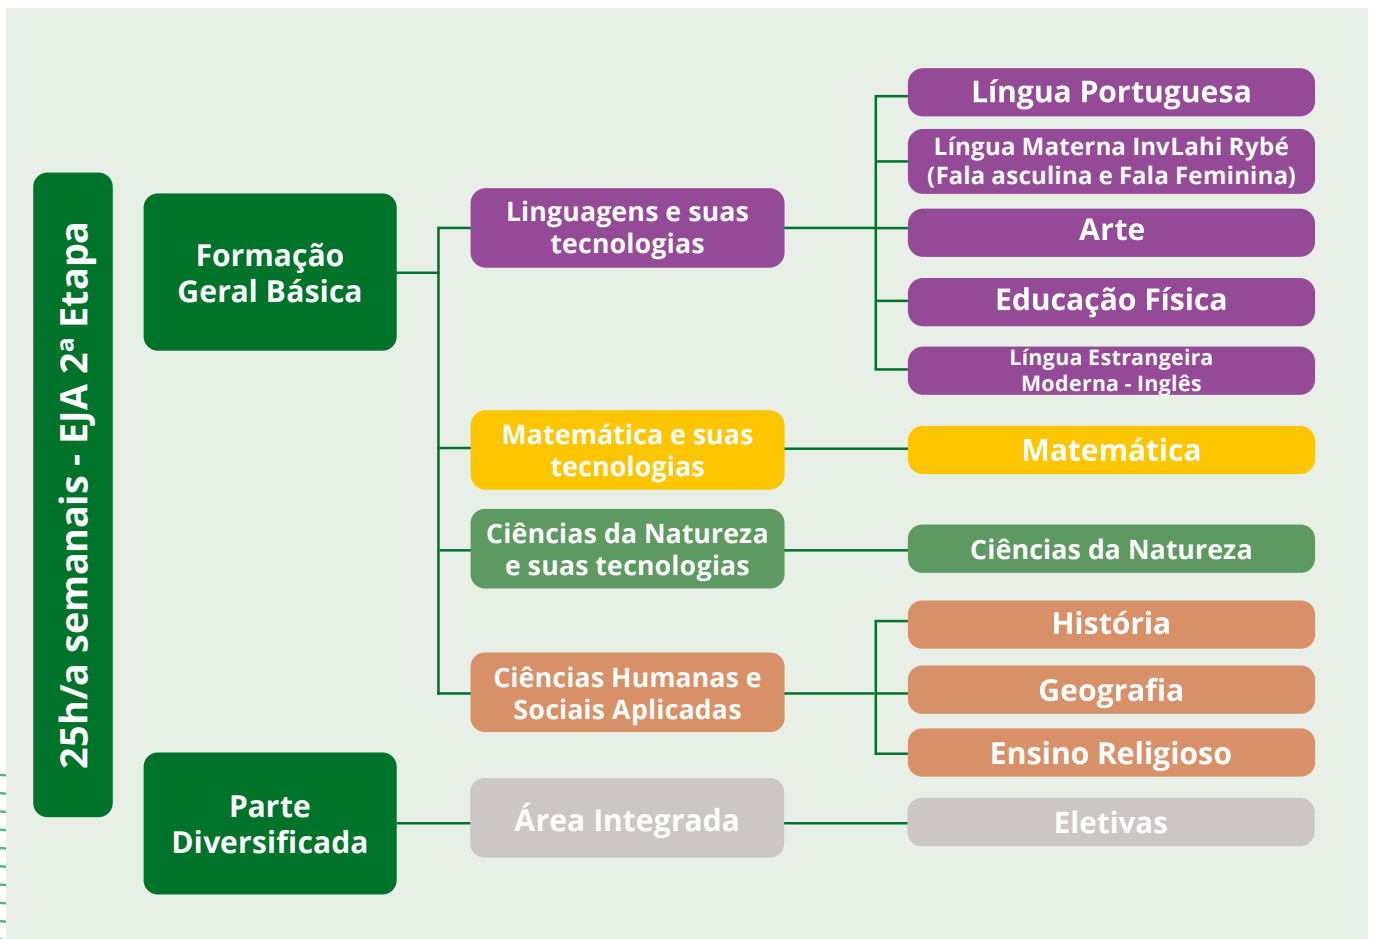 25h/a semanais - EJA 2ª Etapa
Formação
Geral Básica
Linguagens e suas
tecnologias
Língua Portuguesa
Língua Materna InvLahi Rybé
(Fala asculina e Fala Feminina)
Arte
Educação Física
Língua Estrangeira
Moderna - Inglês
Matemática e suas
tecnologias
Matemática
Ciências da Natureza
e suas tecnologias
Ciências da Natureza
Ciências Humanas e
Sociais Aplicadas
História
Geografia
Ensino Religioso
Parte
Diversificada
Área Integrada
Eletivas